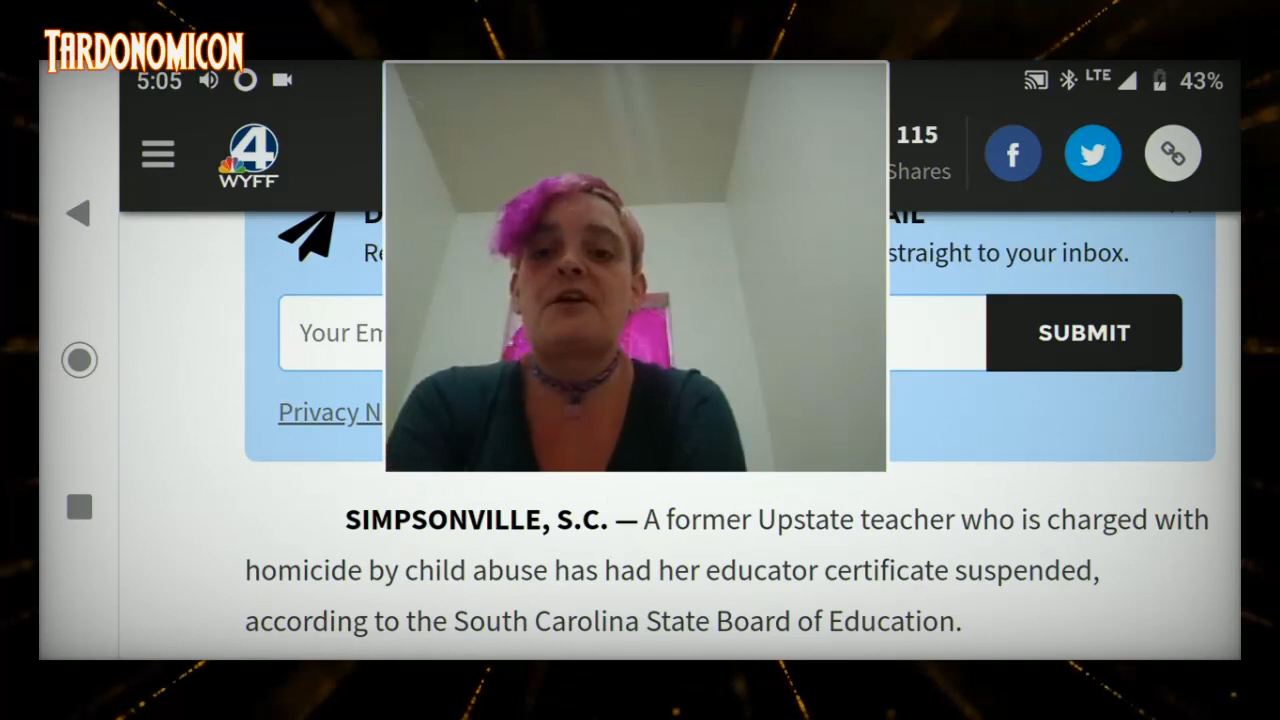 TARDONOMICON
5:05
LTE
43%
4
WYFF
115
Shares
straight to your inbox.
Your Em
SUBMIT
Privacy N
SIMPSONVILLE, S.C. — A former Upstate teacher who is charged with
homicide by child abuse has had her educator certificate suspended,
according to the South Carolina State Board of Education.